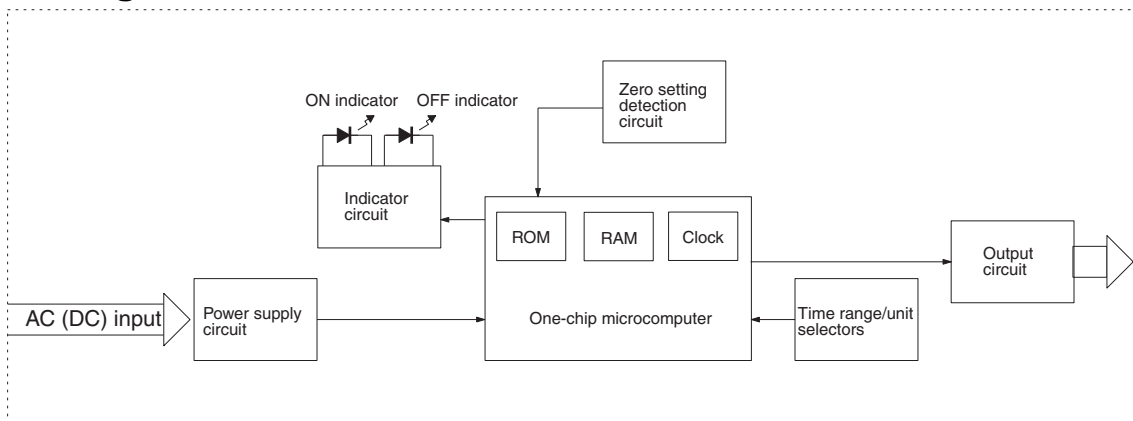 ON indicator
OFF indicator
Zero setting
detection
circuit
Indicator
circuit
ROM
RAM
Clock
Output
circuit
AC (DC) input
Power supply
circuit
One-chip microcomputer
Time range/unit
selectors